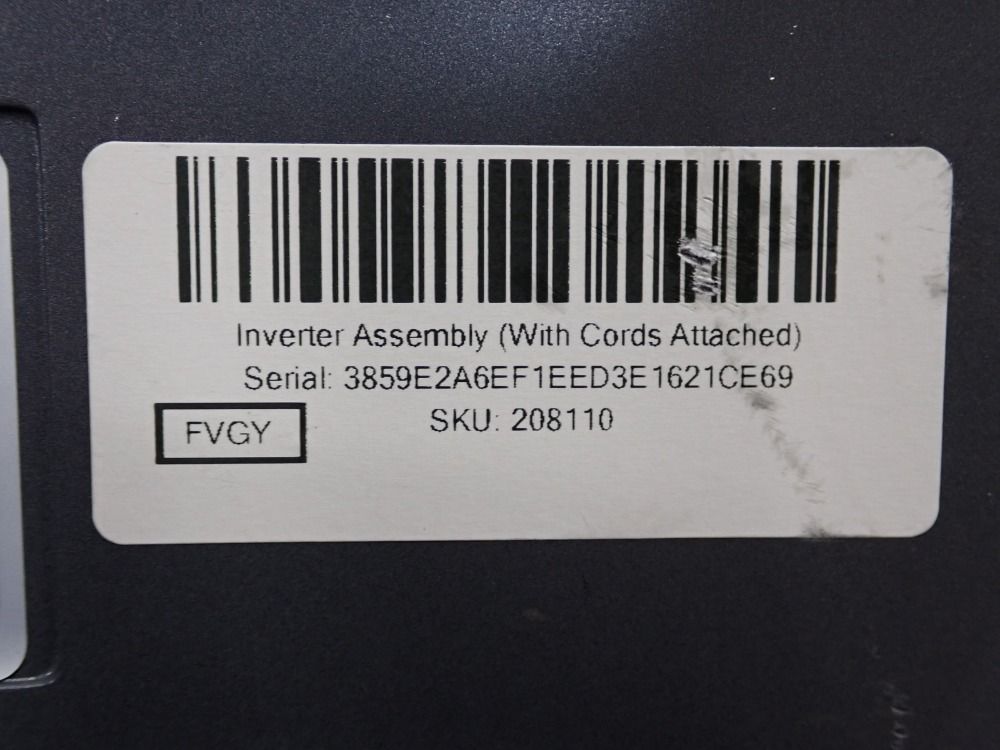 Inverter Assembly (With Cords Attached)
Serial: 3859E2A6EF1EED3E1621CE69
SKU: 208110
FVGY